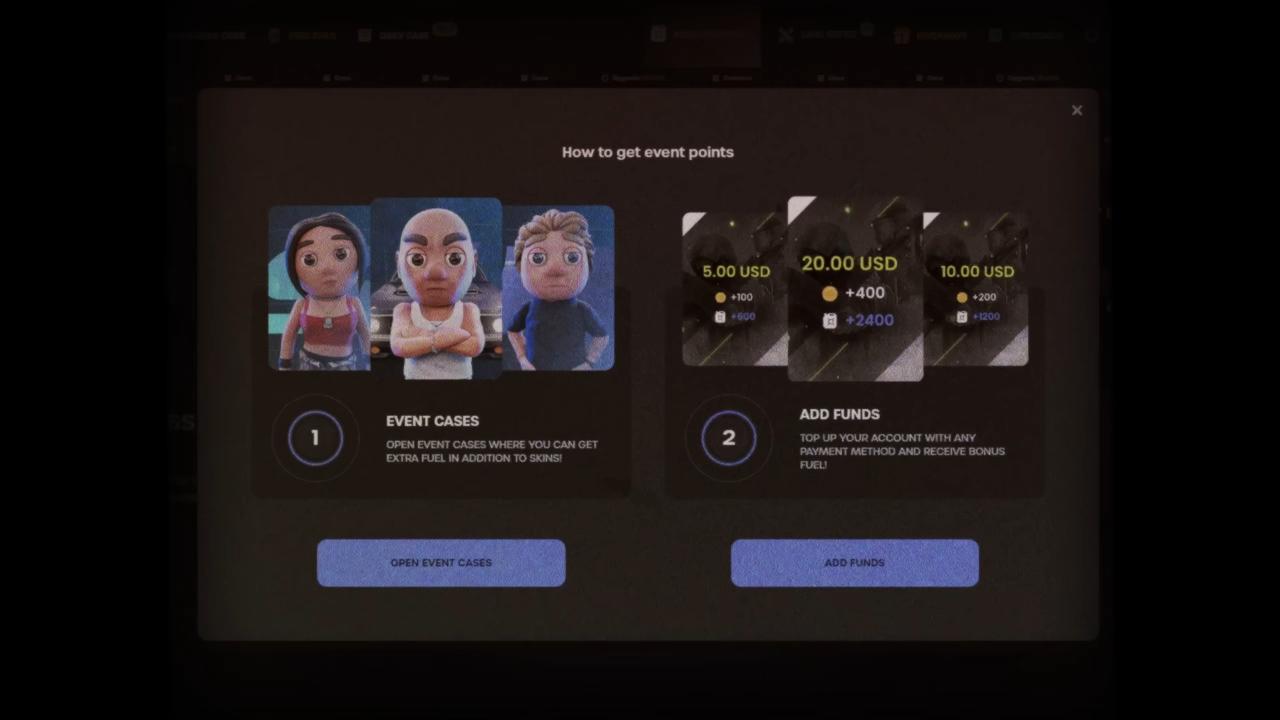 How to get event points
5.00 USD
+100
+600
20.00 USD
+400
+2400
10.00 USD
+200
+1200
1
EVENT CASES
OPEN EVENT CASES WHERE YOU CAN GET
EXTRA FUEL IN ADDITION TO SKINS!
2
ADD FUNDS
TOP UP YOUR ACCOUNT WITH ANY
PAYMENT METHOD AND RECEIVE BONUS
FUEL!
OPEN EVENT CASES
ADD FUNDS